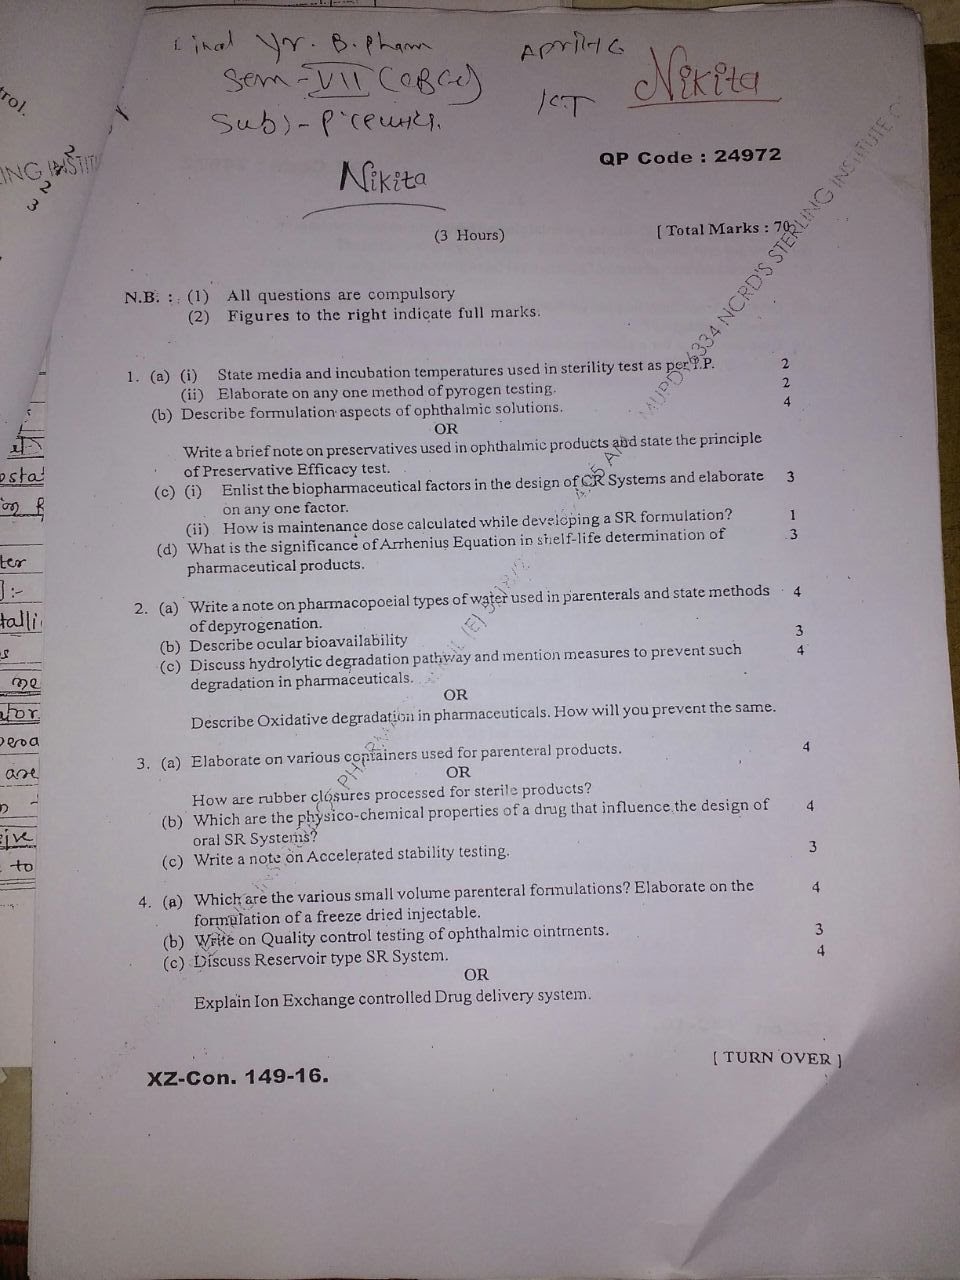 Yr. B. pham
April 16
Nikita
Sem-VII (CBGS)
Sub)-
Nikita
QP Code : 24972
(3 Hours)
[ Total Marks : 70
N.B. : (1) All questions are compulsory
(2) Figures to the right indicate full marks.
1. (a) (i) State media and incubation temperatures used in sterility test as per I.P. 2
(ii) Elaborate on any one method of pyrogen testing. 2
(b) Describe formulation aspects of ophthalmic solutions. 4
OR
Write a brief note on preservatives used in ophthalmic products and state the principle
of Preservative Efficacy test.
(c) (i) Enlist the biopharmaceutical factors in the design of CR Systems and elaborate 3
on any one factor.
(ii) How is maintenance dose calculated while developing a SR formulation? 1
(d) What is the significance of Arrhenius Equation in shelf-life determination of 3
pharmaceutical products.
2. (a) Write a note on pharmacopoeial types of water used in parenterals and state methods 4
of depyrogenation.
(b) Describe ocular bioavailability 3
(c) Discuss hydrolytic degradation pathway and mention measures to prevent such 4
degradation in pharmaceuticals.
OR
Describe Oxidative degradation in pharmaceuticals. How will you prevent the same.
3. (a) Elaborate on various containers used for parenteral products. 4
OR
How are rubber closures processed for sterile products?
(b) Which are the physico-chemical properties of a drug that influence the design of 4
oral SR Systems?
(c) Write a note on Accelerated stability testing. 3
4. (a) Which are the various small volume parenteral formulations? Elaborate on the 4
formulation of a freeze dried injectable.
(b) Write on Quality control testing of ophthalmic ointments. 3
(c) Discuss Reservoir type SR System. 4
OR
Explain Ion Exchange controlled Drug delivery system.
[ TURN OVER ]
XZ-Con. 149-16.
NCRD'S STERLING INSTITUTE